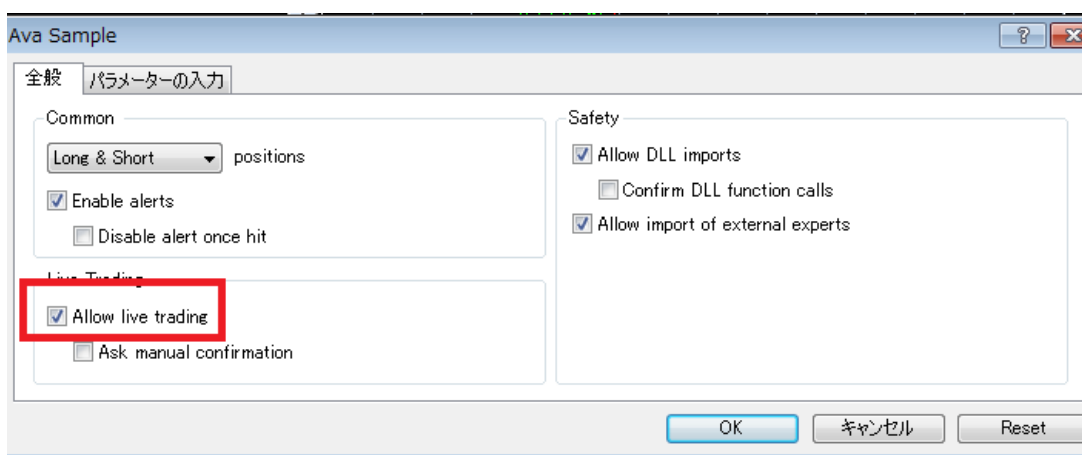 Ava Sample
全般 パラメーターの入力
Common
Long & Short positions
Enable alerts
Disable alert once hit
Live Trading
Allow live trading
Ask manual confirmation
Safety
Allow DLL imports
Confirm DLL function calls
Allow import of external experts
OK キャンセル Reset